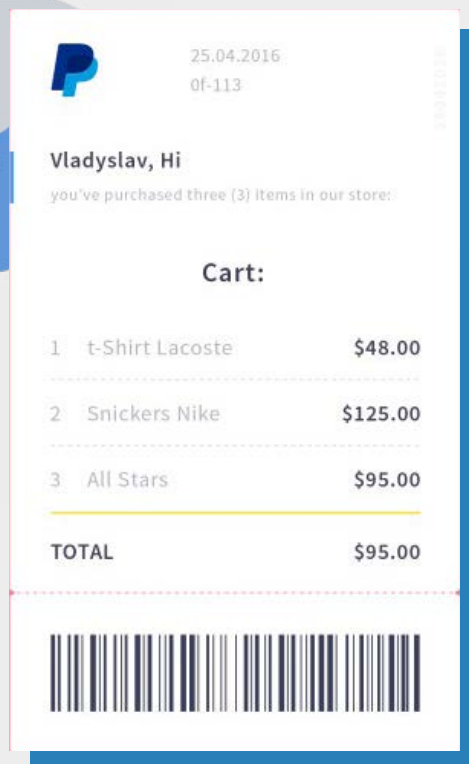 25.04.2016
0f-113
Vladyslav, Hi
you've purchased three (3) items in our store:
Cart:
1 t-Shirt Lacoste $48.00
2 Snickers Nike $125.00
3 All Stars $95.00
TOTAL $95.00